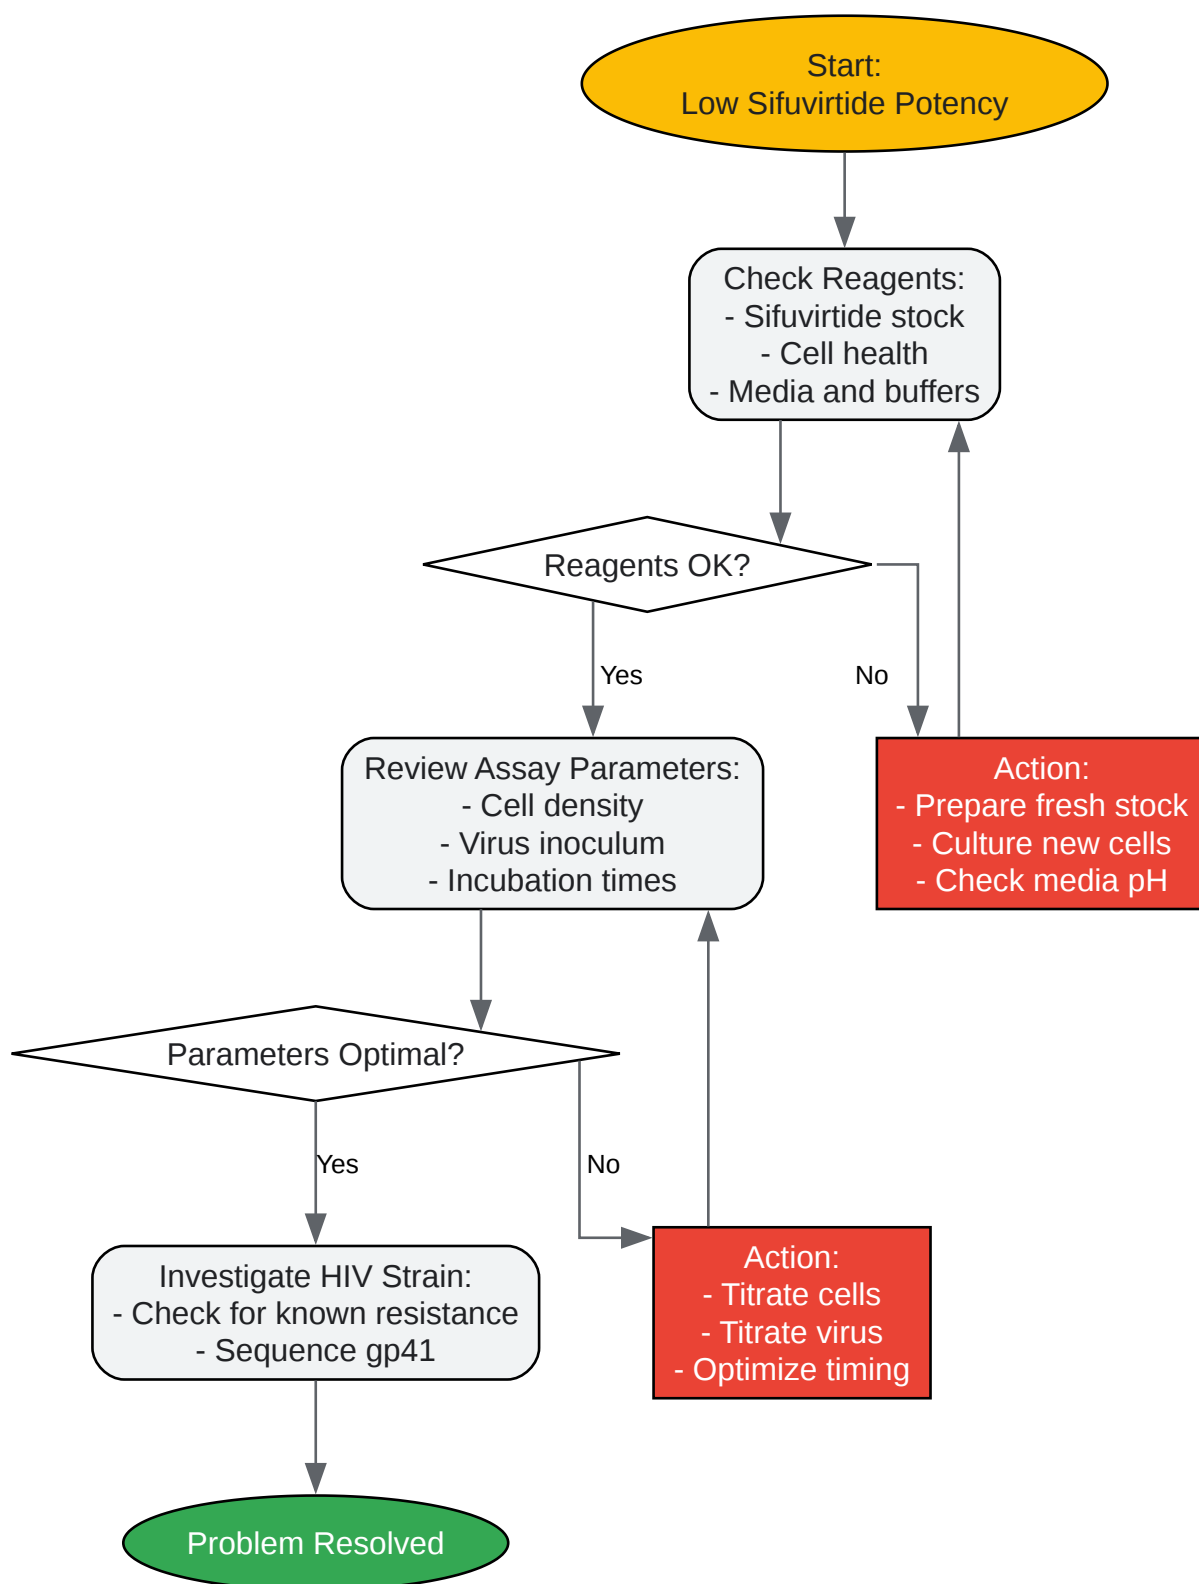 Start:
Low Sifuvirtide Potency
Check Reagents:
- Sifuvirtide stock
- Cell health
- Media and buffers
Reagents OK?
Yes
No
Review Assay Parameters:
- Cell density
- Virus inoculum
- Incubation times
Action:
- Prepare fresh stock
- Culture new cells
- Check media pH
Parameters Optimal?
Yes
No
Investigate HIV Strain:
- Check for known resistance
- Sequence gp41
Action:
- Titrate cells
- Titrate virus
- Optimize timing
Problem Resolved